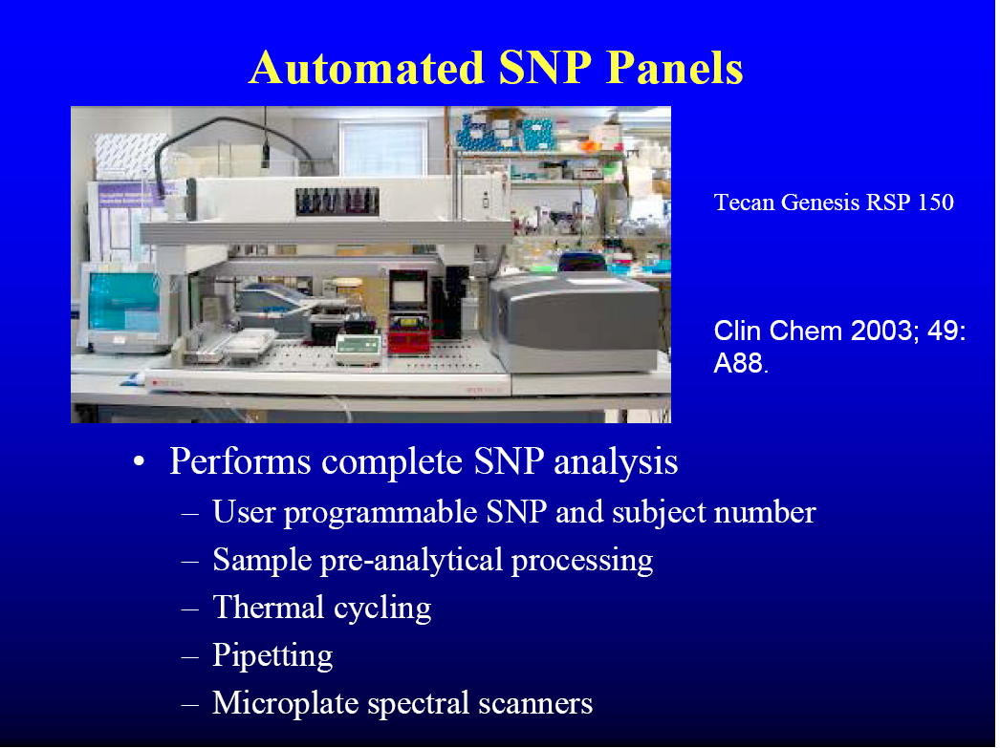 Automated SNP Panels
Tecan Genesis RSP 150
Clin Chem 2003; 49:
A88.
• Performs complete SNP analysis
– User programmable SNP and subject number
– Sample pre-analytical processing
– Thermal cycling
– Pipetting
– Microplate spectral scanners